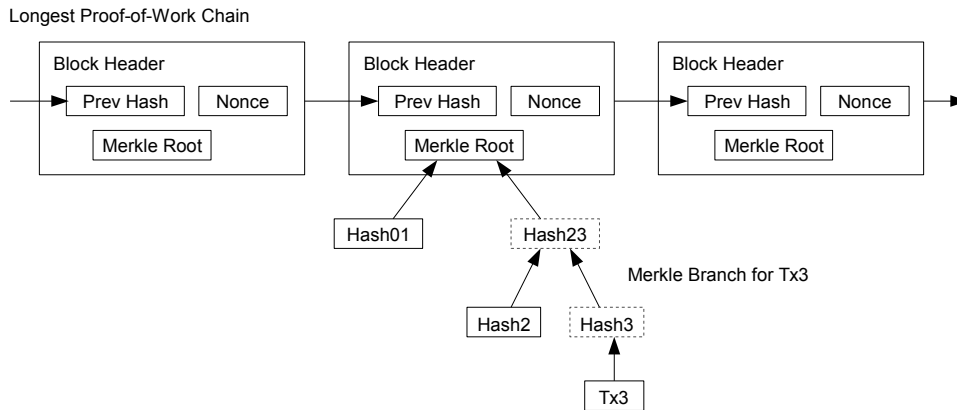 Longest Proof-of-Work Chain
Block Header
Prev Hash
Nonce
Merkle Root
Block Header
Prev Hash
Nonce
Merkle Root
Block Header
Prev Hash
Nonce
Merkle Root
Hash01
Hash23
Merkle Branch for Tx3
Hash2
Hash3
Tx3